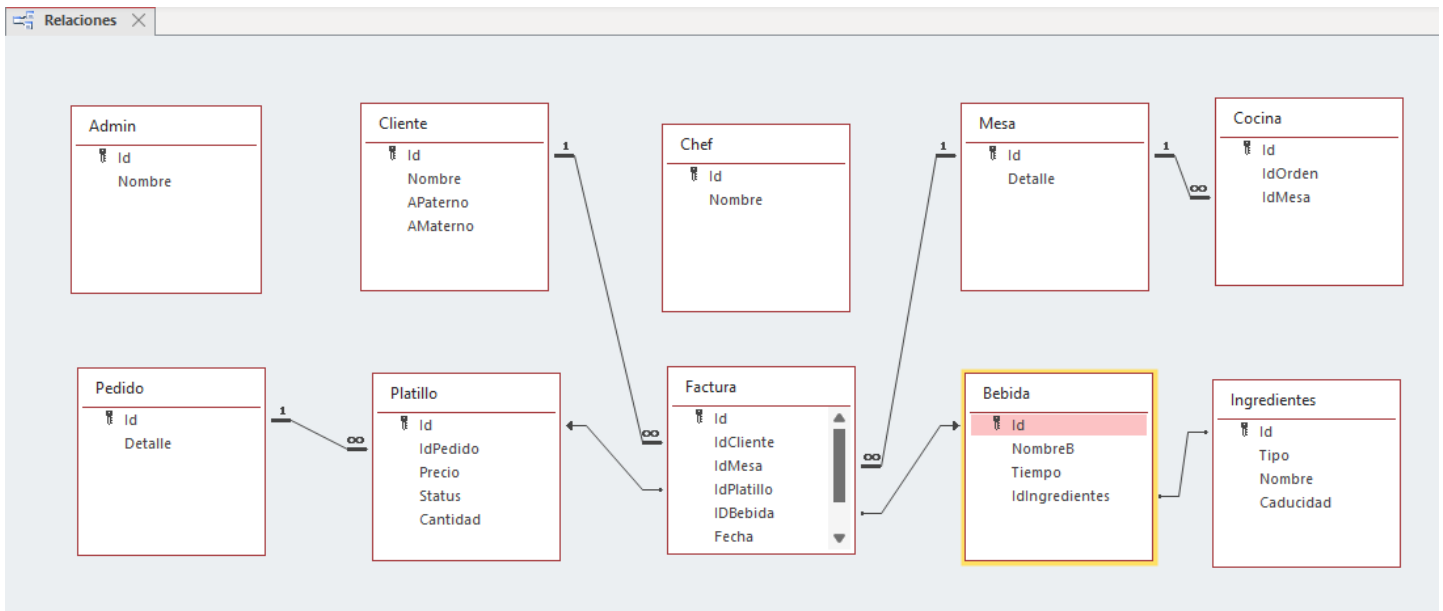 Relaciones
Admin
Id
Nombre
Cliente
Id
Nombre
APaterno
AMaterno
Chef
Id
Nombre
Mesa
Id
Detalle
Cocina
Id
IdOrden
IdMesa
1
∞
1
1
∞
Pedido
Id
Detalle
1
∞
Platillo
Id
IdPedido
Precio
Status
Cantidad
∞
Factura
Id
IdCliente
IdMesa
IdPlatillo
IDBebida
Fecha
Bebida
Id
NombreB
Tiempo
IdIngredientes
Ingredientes
Id
Tipo
Nombre
Caducidad